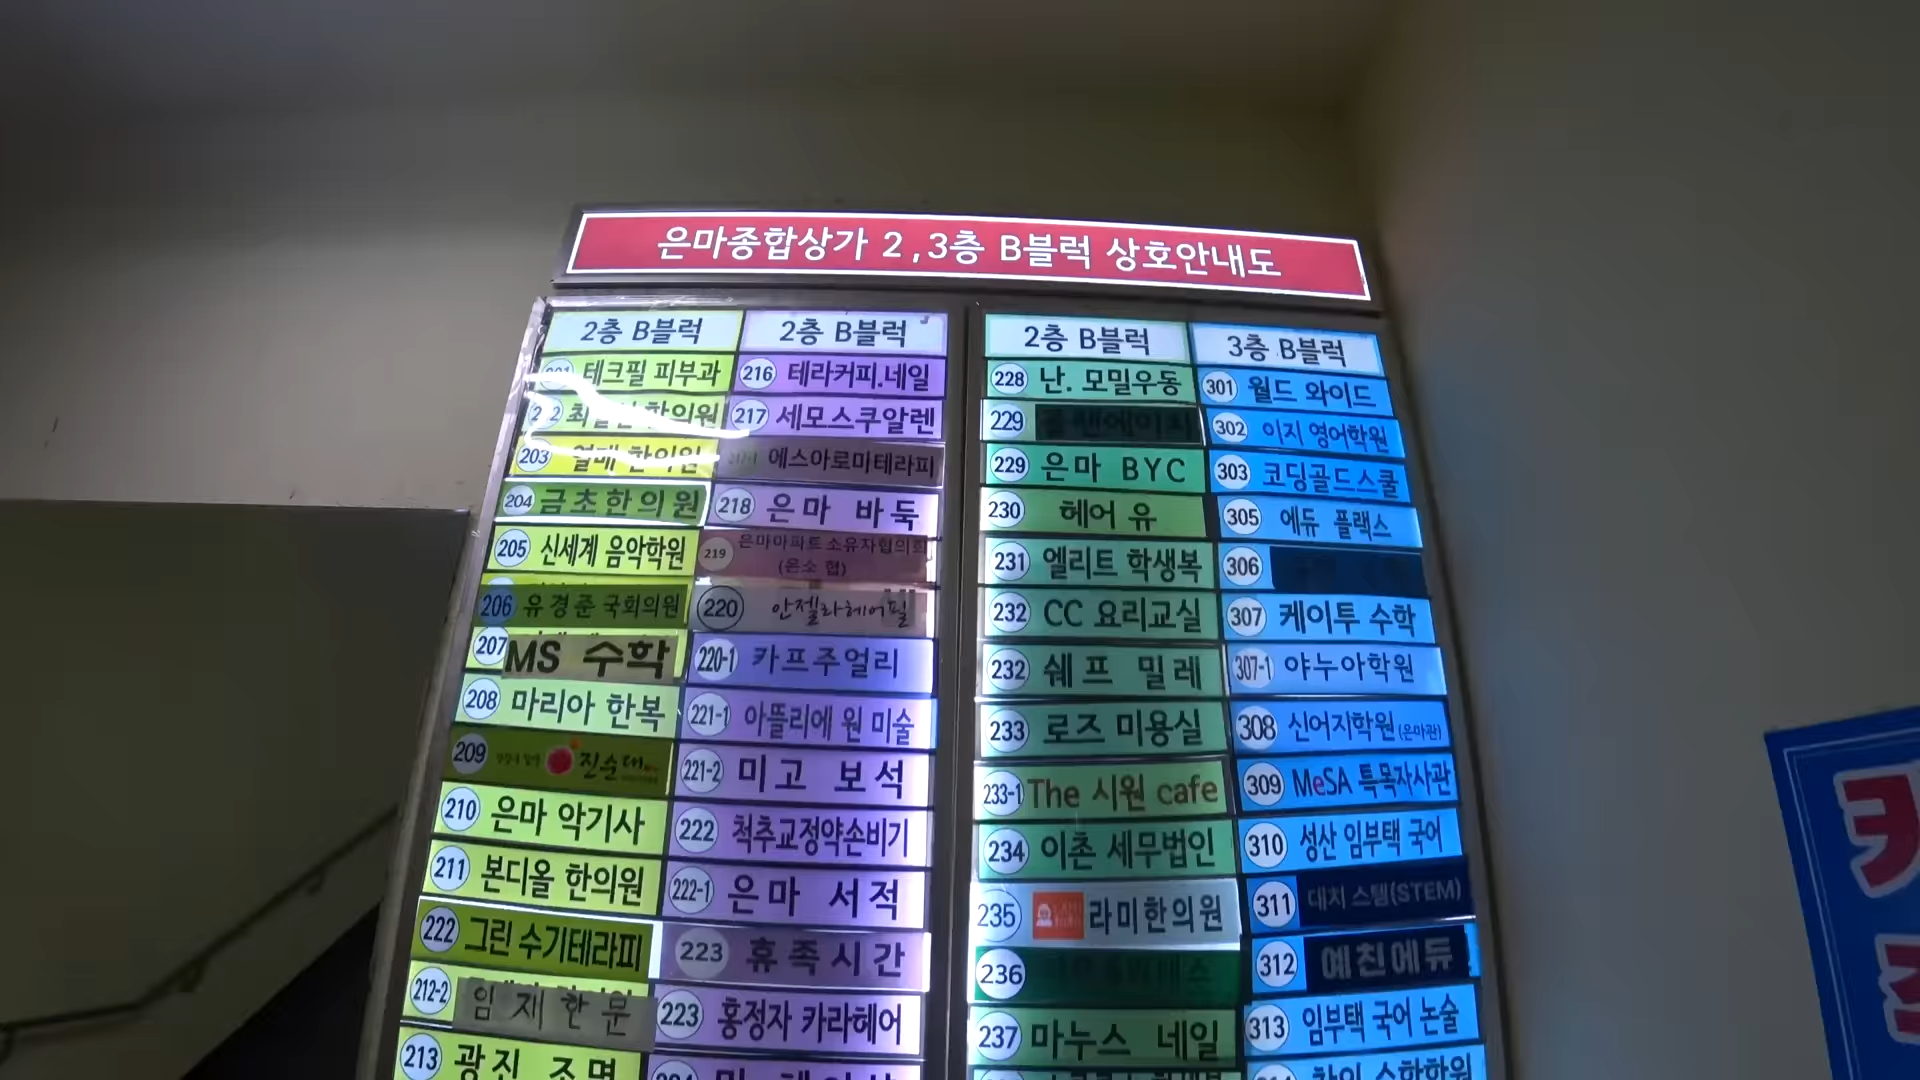 은마종합상가 2,3층 B블럭 상호안내도
2층 B블럭
테크필 피부과
한의원
203 열매 한의원
204 금초한의원
205 신세계 음악학원
206 유경준 국회의원
207 MS 수학
208 마리아 한복
209 진순대
210 은마 악기사
211 본디올 한의원
222 그린 수기테라피
212-2 임재한문
213 광진 조명
2층 B블럭
216 테라커피.네일
217 세모스쿠알렌
에스아로마테라피
218 은마 바둑
219 은마아파트소유자협의회
(은소협)
220 안젤라헤어필
220-1 카프주얼리
221-1 아뜰리에 원 미술
221-2 미고 보석
222 척추교정약손비기
222-1 은마 서적
223 휴족시간
223 홍정자 카라헤어
2층 B블럭
228 난. 모밀우동
229
229 은마 BYC
230 헤어 유
231 엘리트 학생복
232 CC 요리교실
232 쉐프 밀레
233 로즈 미용실
233-1 The 시원 cafe
234 이촌 세무법인
235 라미한의원
236
237 마누스 네일
3층 B블럭
301 월드 와이드
302 이지 영어학원
303 코딩골드스쿨
305 에듀 플랙스
306
307 케이투 수학
307-1 야누아학원
308 신어지학원(은마관)
309 MeSA 특목자사관
310 성산 임부택 국어
311 대치 스템(STEM)
312 예친에듀
313 임부택 국어 논술